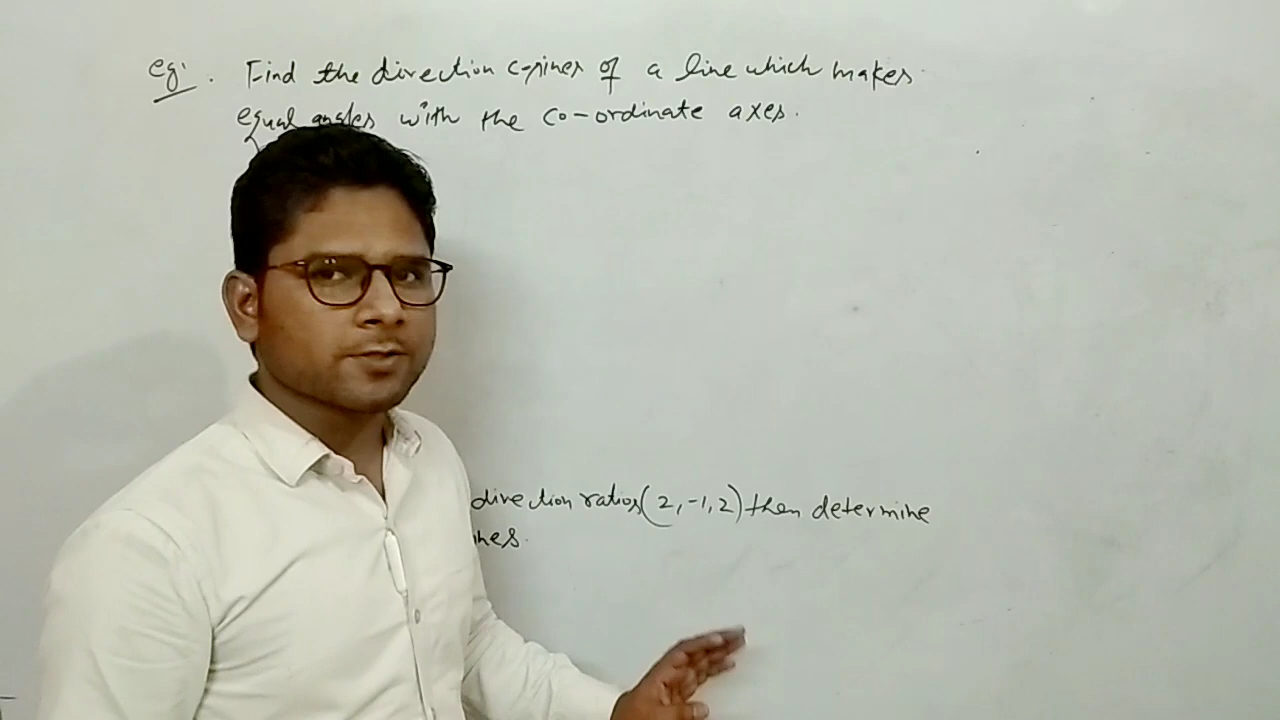 eg: . Find the direction c-sines of a line which makes
equal angles with the co-ordinate axes.
direction ratios (2, -1, 2) then determine
ines.